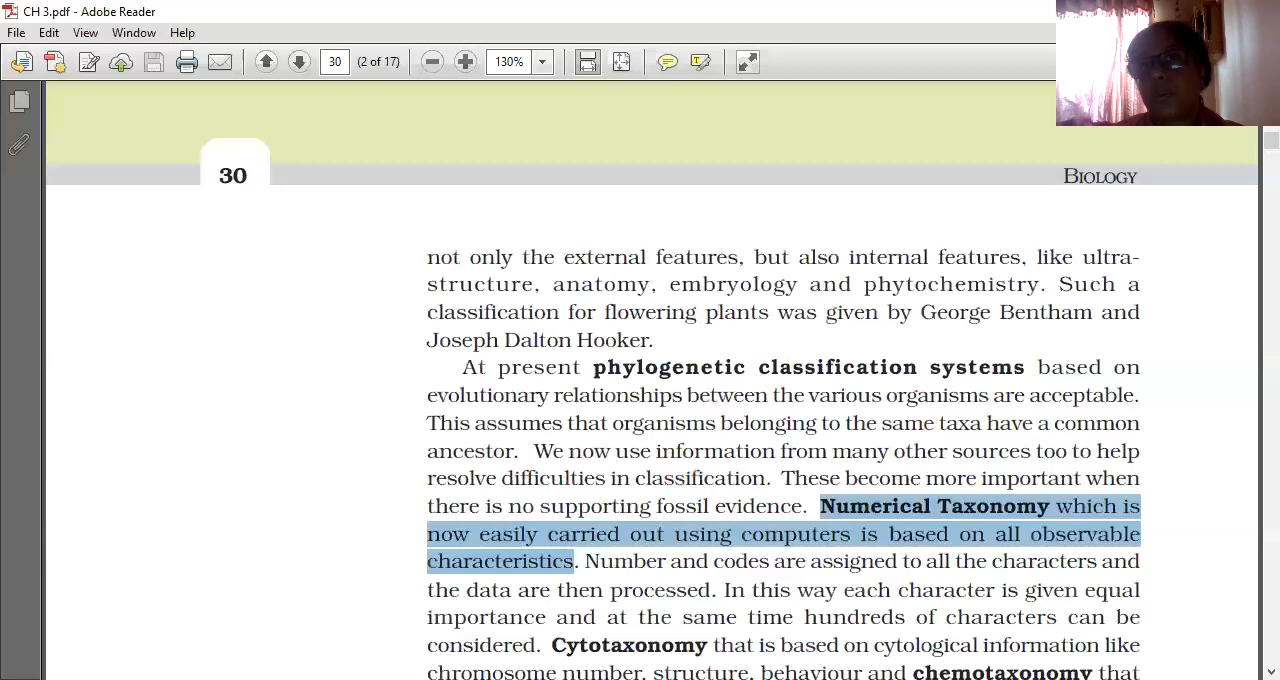 CH 3.pdf - Adobe Reader
File Edit View Window Help
30 (2 of 17) 130%
30
BIOLOGY
not only the external features, but also internal features, like ultra-
structure, anatomy, embryology and phytochemistry. Such a
classification for flowering plants was given by George Bentham and
Joseph Dalton Hooker.
At present phylogenetic classification systems based on
evolutionary relationships between the various organisms are acceptable.
This assumes that organisms belonging to the same taxa have a common
ancestor. We now use information from many other sources too to help
resolve difficulties in classification. These become more important when
there is no supporting fossil evidence. Numerical Taxonomy which is
now easily carried out using computers is based on all observable
characteristics. Number and codes are assigned to all the characters and
the data are then processed. In this way each character is given equal
importance and at the same time hundreds of characters can be
considered. Cytotaxonomy that is based on cytological information like
chromosome number, structure, behaviour and chemotaxonomy that